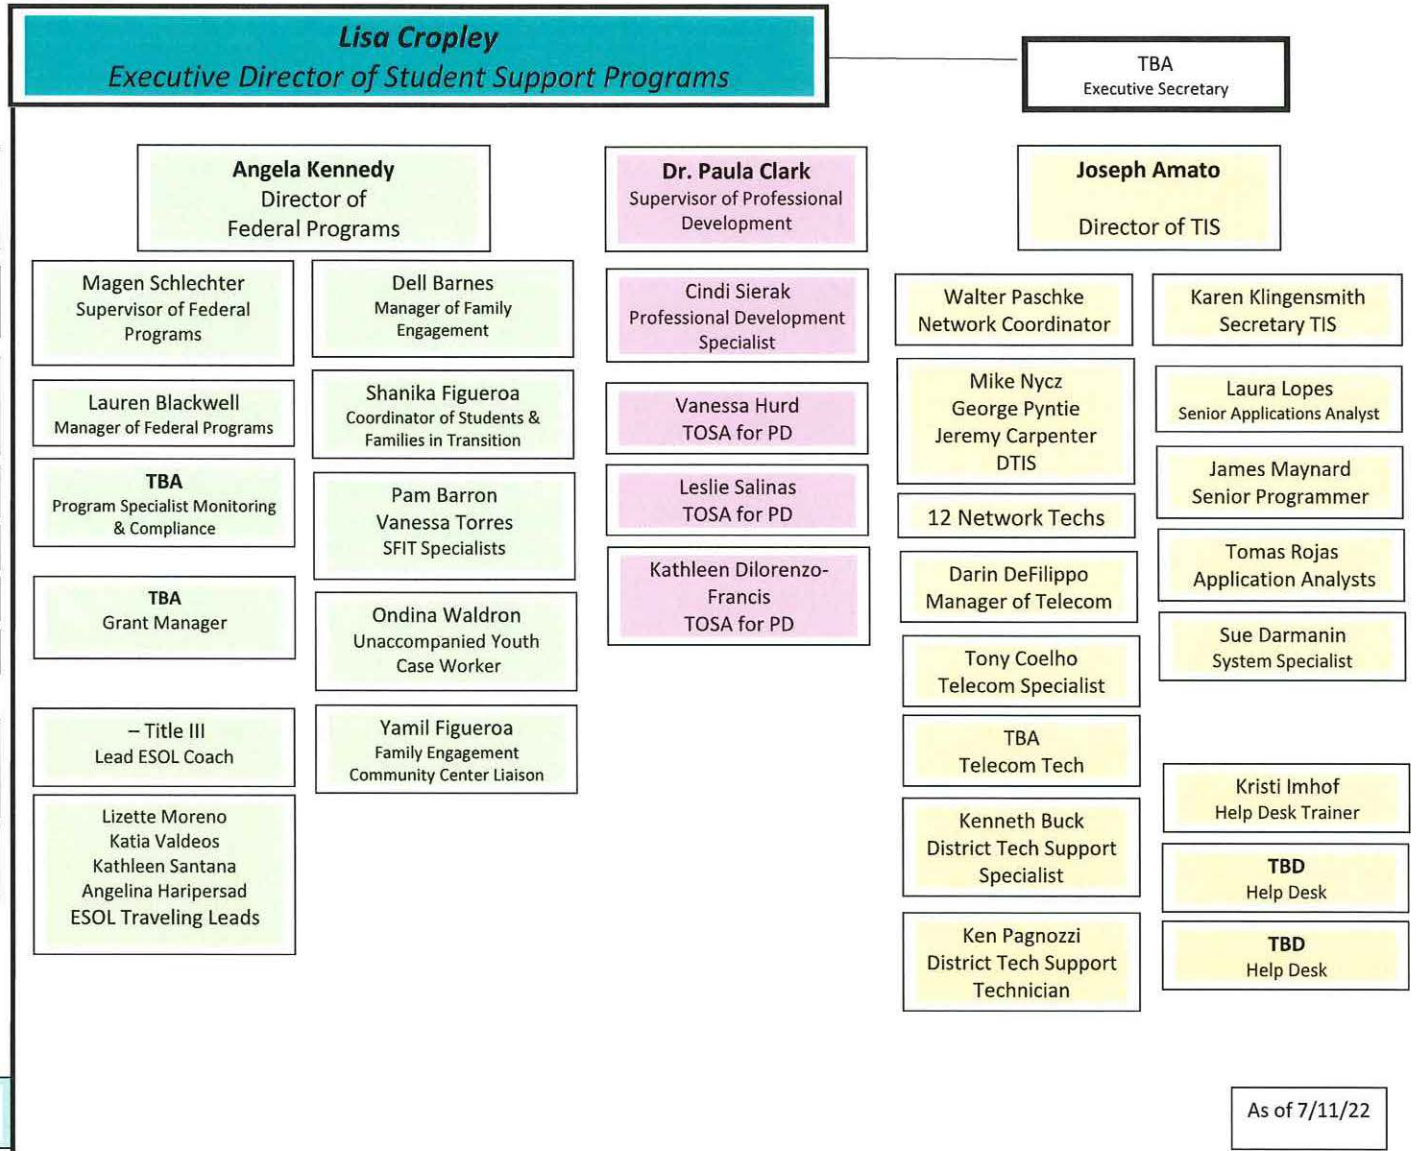 Lisa Cropley
Executive Director of Student Support Programs
TBA
Executive Secretary
Angela Kennedy
Director of
Federal Programs
Magen Schlechter
Supervisor of Federal
Programs
Lauren Blackwell
Manager of Federal Programs
TBA
Program Specialist Monitoring
& Compliance
TBA
Grant Manager
– Title III
Lead ESOL Coach
Lizette Moreno
Katia Valdeos
Kathleen Santana
Angelina Haripersad
ESOL Traveling Leads
Dell Barnes
Manager of Family
Engagement
Shanika Figueroa
Coordinator of Students &
Families in Transition
Pam Barron
Vanessa Torres
SFIT Specialists
Ondina Waldron
Unaccompanied Youth
Case Worker
Yamil Figueroa
Family Engagement
Community Center Liaison
Dr. Paula Clark
Supervisor of Professional
Development
Cindi Sierak
Professional Development
Specialist
Vanessa Hurd
TOSA for PD
Leslie Salinas
TOSA for PD
Kathleen Dilorenzo-
Francis
TOSA for PD
Joseph Amato
Director of TIS
Walter Paschke
Network Coordinator
Mike Nycz
George Pyntie
Jeremy Carpenter
DTIS
12 Network Techs
Darin DeFilippo
Manager of Telecom
Tony Coelho
Telecom Specialist
TBA
Telecom Tech
Kenneth Buck
District Tech Support
Specialist
Ken Pagnozzi
District Tech Support
Technician
Karen Klingensmith
Secretary TIS
Laura Lopes
Senior Applications Analyst
James Maynard
Senior Programmer
Tomas Rojas
Application Analysts
Sue Darmanin
System Specialist
Kristi Imhof
Help Desk Trainer
TBD
Help Desk
TBD
Help Desk
As of 7/11/22